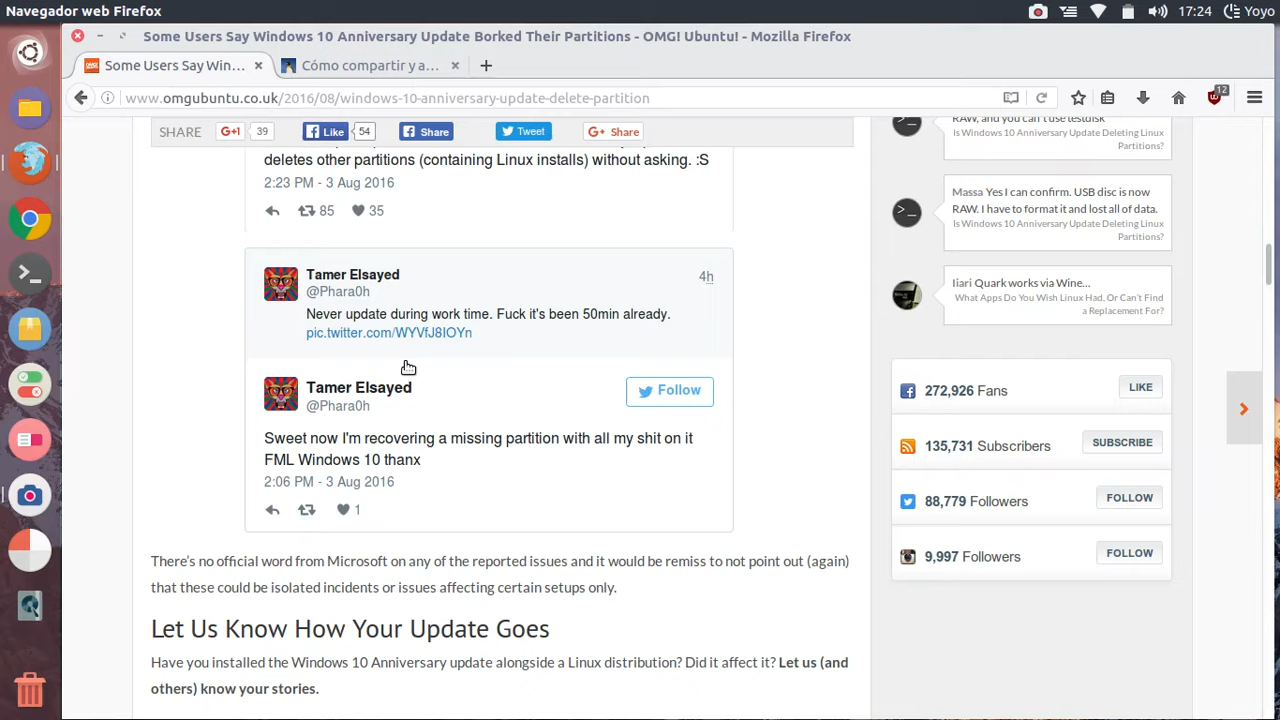 Navegador web Firefox
17:24
Yoyo
Some Users Say Windows 10 Anniversary Update Borked Their Partitions - OMG! Ubuntu! - Mozilla Firefox
Some Users Say Win...
Cómo compartir y a...
www.omgubuntu.co.uk/2016/08/windows-10-anniversary-update-delete-partition
12
SHARE
G+1 39
Like 54
Share
Tweet
G+ Share
deletes other partitions (containing Linux installs) without asking. :S
2:23 PM - 3 Aug 2016
85 35
Tamer Elsayed
4h
@Phara0h
Never update during work time. Fuck it's been 50min already.
pic.twitter.com/WYVfJ8IOYn
Tamer Elsayed
@Phara0h
Follow
Sweet now I'm recovering a missing partition with all my shit on it
FML Windows 10 thanx
2:06 PM - 3 Aug 2016
1
There's no official word from Microsoft on any of the reported issues and it would be remiss to not point out (again)
that these could be isolated incidents or issues affecting certain setups only.
Let Us Know How Your Update Goes
Have you installed the Windows 10 Anniversary update alongside a Linux distribution? Did it affect it? Let us (and
others) know your stories.
RAW, and you can't use testdisk
Is Windows 10 Anniversary Update Deleting Linux
Partitions?
Massa Yes I can confirm. USB disc is now
RAW. I have to format it and lost all of data.
Is Windows 10 Anniversary Update Deleting Linux
Partitions?
Iiari Quark works via Wine...
What Apps Do You Wish Linux Had, Or Can't Find
a Replacement For?
272,926 Fans
LIKE
135,731 Subscribers
SUBSCRIBE
88,779 Followers
FOLLOW
9,997 Followers
FOLLOW